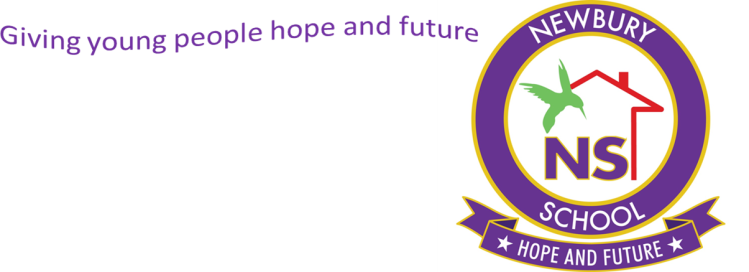 Giving young people hope and future
NEWBURY
NS
SCHOOL
HOPE AND FUTURE